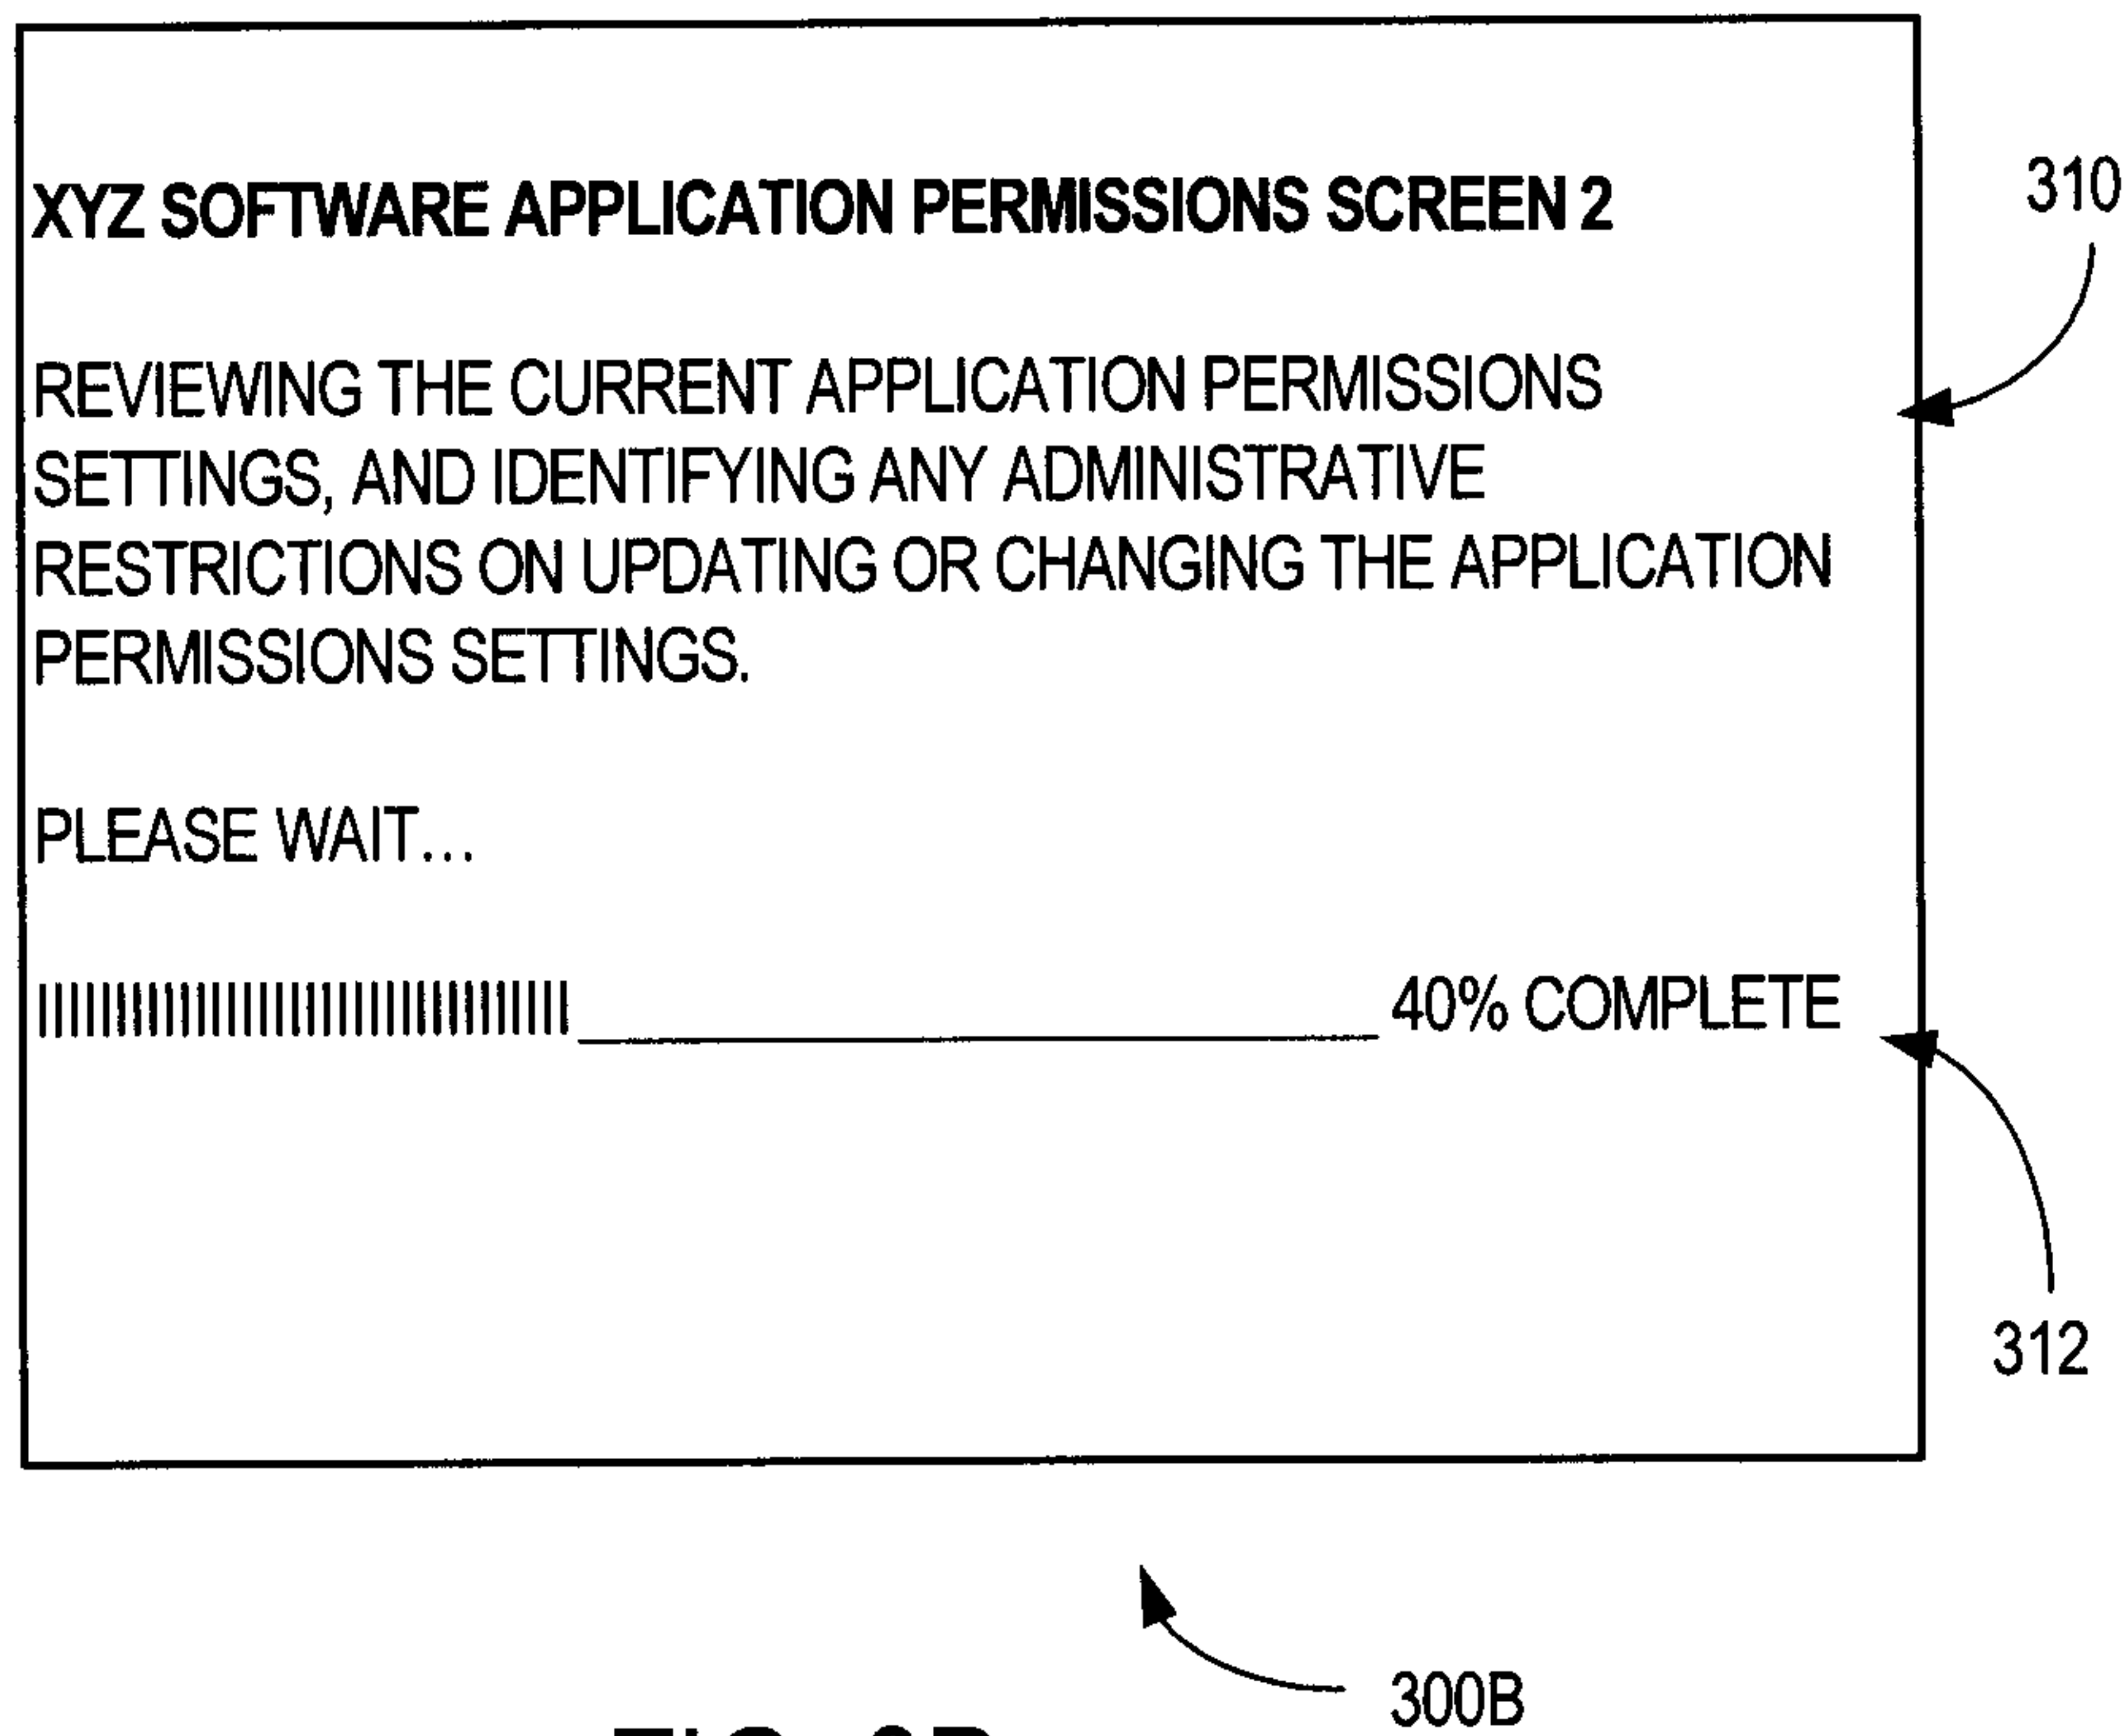 XYZ SOFTWARE APPLICATION PERMISSIONS SCREEN 2
310
REVIEWING THE CURRENT APPLICATION PERMISSIONS
SETTINGS, AND IDENTIFYING ANY ADMINISTRATIVE
RESTRICTIONS ON UPDATING OR CHANGING THE APPLICATION
PERMISSIONS SETTINGS.
PLEASE WAIT...
40% COMPLETE
312
300B